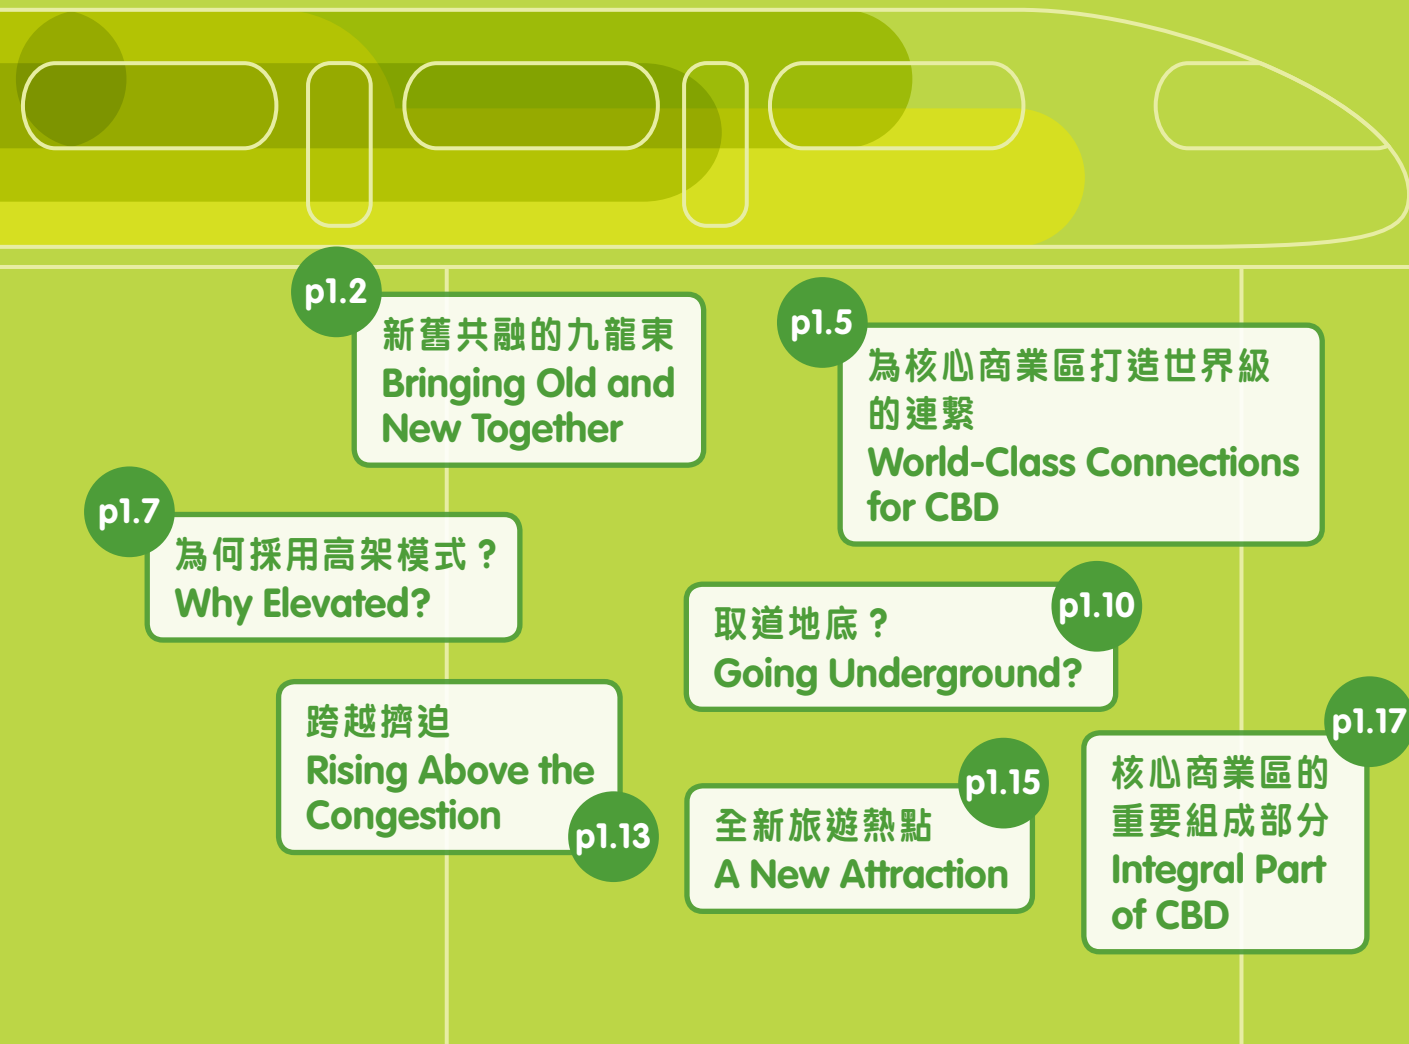 p1.2
新舊共融的九龍東
Bringing Old and
New Together
p1.5
為核心商業區打造世界級
的連繫
World-Class Connections
for CBD
p1.7
為何採用高架模式？
Why Elevated?
p1.10
取道地底？
Going Underground?
p1.13
跨越擠迫
Rising Above the
Congestion
p1.15
全新旅遊熱點
A New Attraction
p1.17
核心商業區的
重要組成部分
Integral Part
of CBD